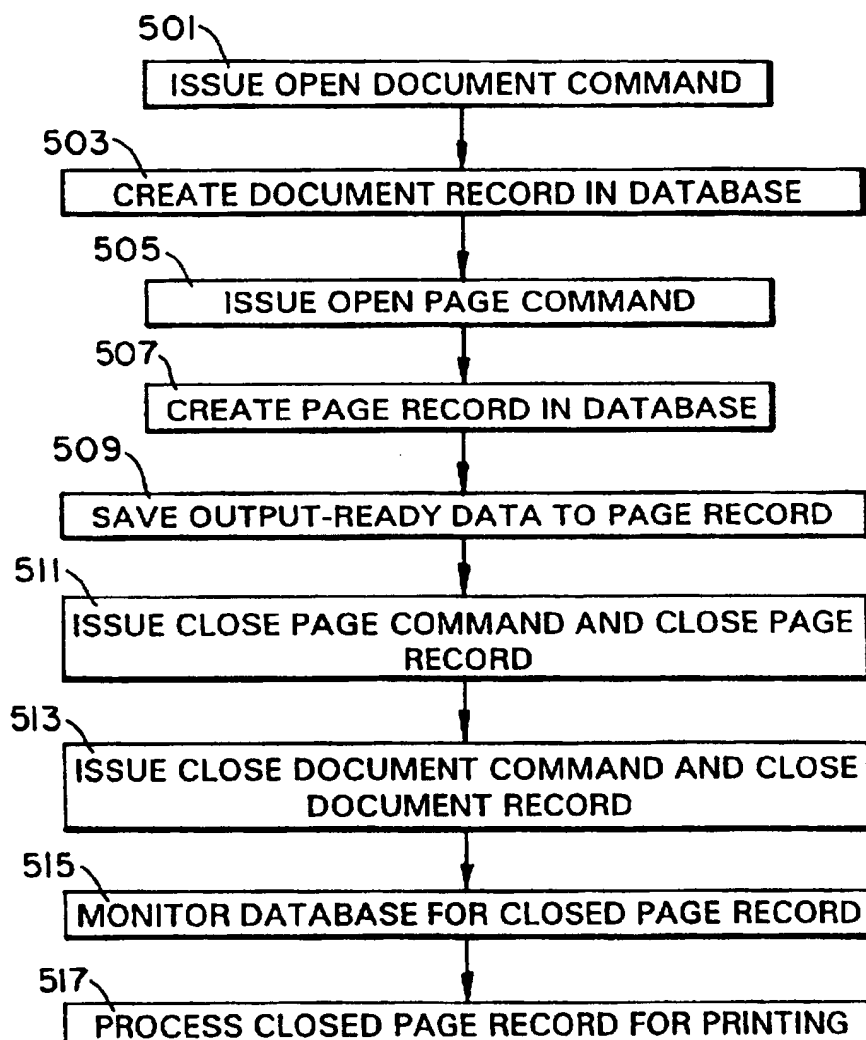 501
ISSUE OPEN DOCUMENT COMMAND
503
CREATE DOCUMENT RECORD IN DATABASE
505
ISSUE OPEN PAGE COMMAND
507
CREATE PAGE RECORD IN DATABASE
509
SAVE OUTPUT-READY DATA TO PAGE RECORD
511
ISSUE CLOSE PAGE COMMAND AND CLOSE PAGE
RECORD
513
ISSUE CLOSE DOCUMENT COMMAND AND CLOSE
DOCUMENT RECORD
515
MONITOR DATABASE FOR CLOSED PAGE RECORD
517
PROCESS CLOSED PAGE RECORD FOR PRINTING